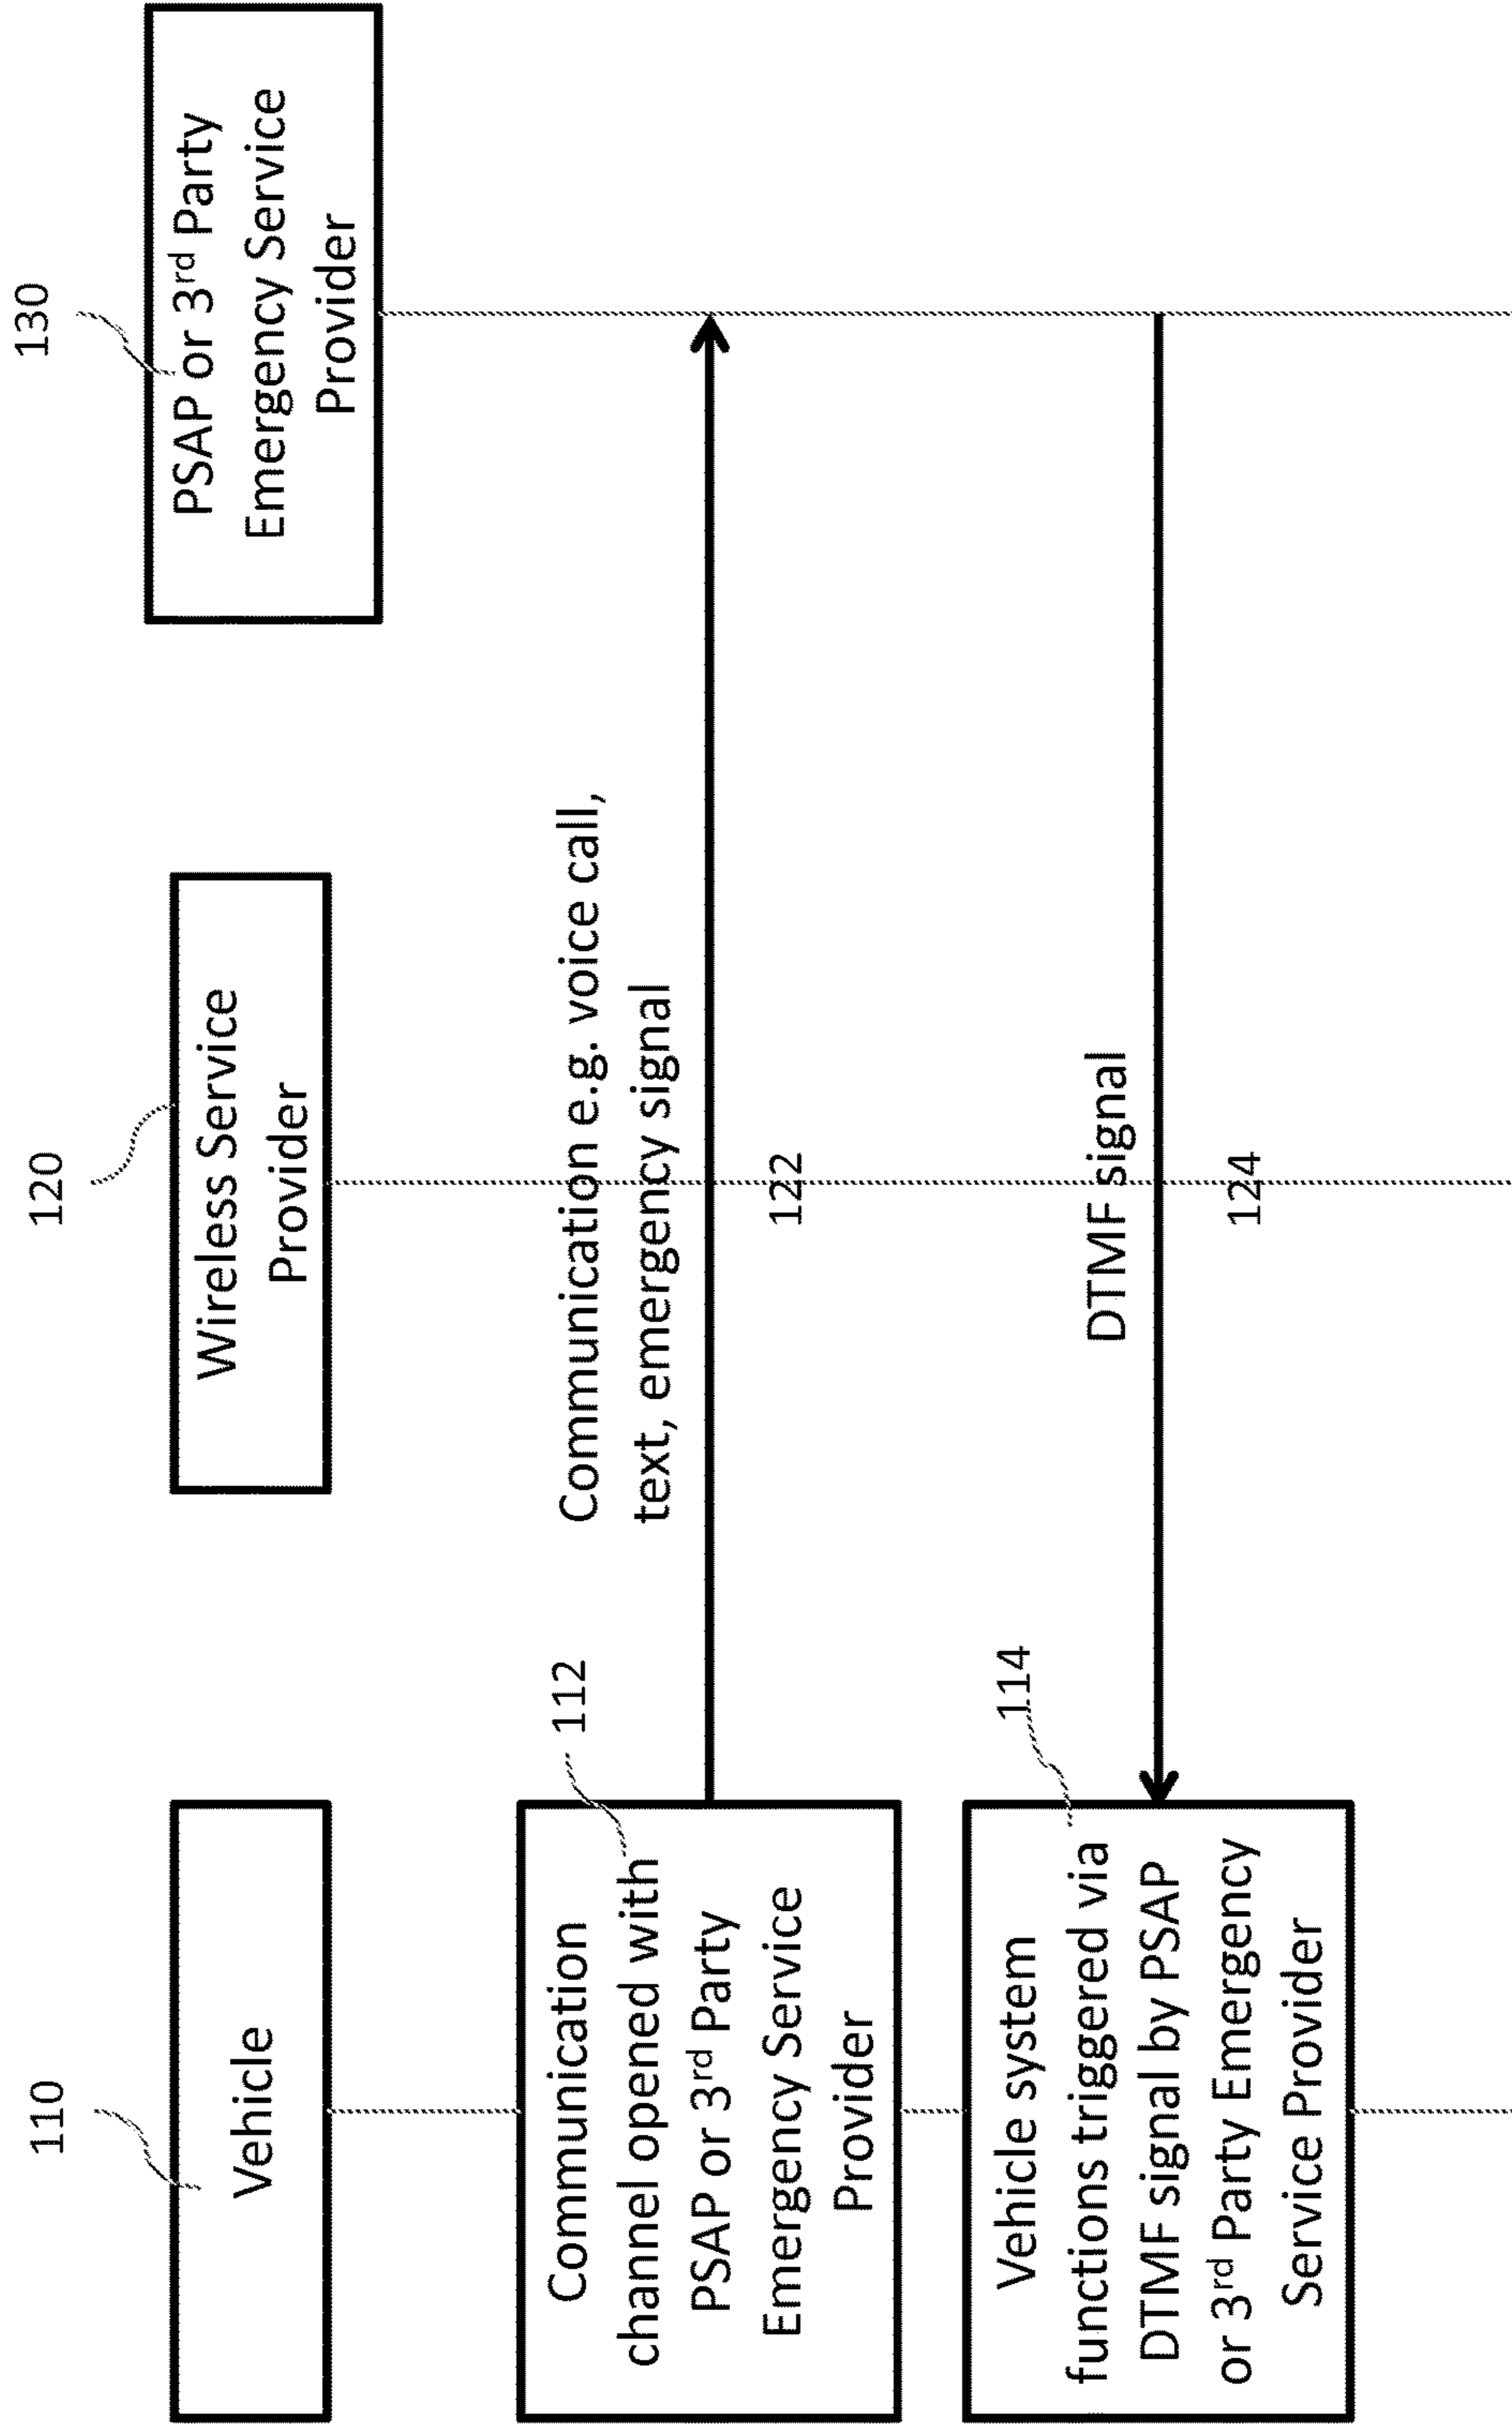 110
Vehicle
120
Wireless Service
Provider
130
PSAP or 3rd Party
Emergency Service
Provider
112
Communication
channel opened with
PSAP or 3rd Party
Emergency Service
Provider
Communication e.g. voice call,
text, emergency signal
122
114
Vehicle system
functions triggered via
DTMF signal by PSAP
or 3rd Party Emergency
Service Provider
DTMF signal
124